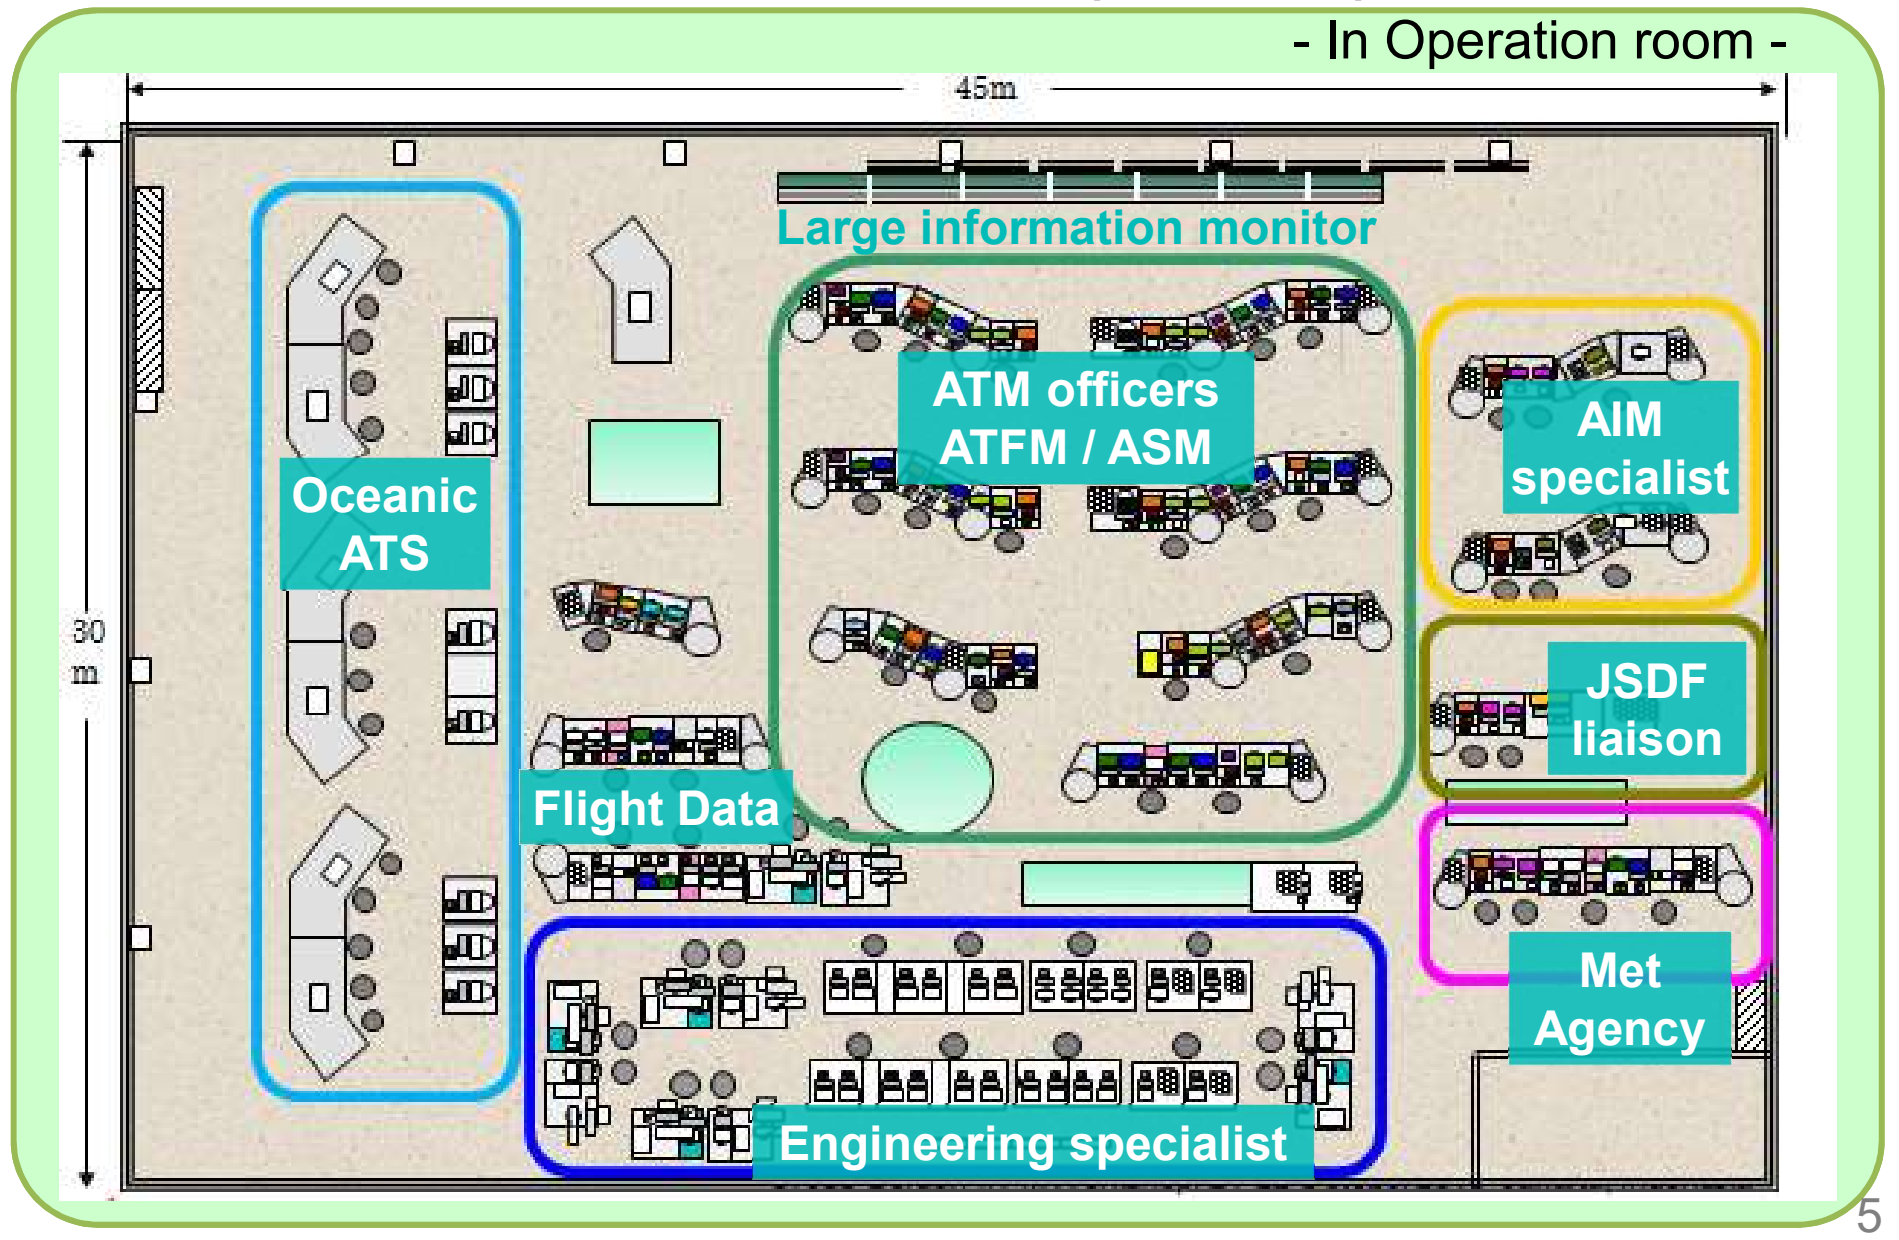 - In Operation room -
45m
Large information monitor
ATM officers
ATFM / ASM
AIM
specialist
Oceanic
ATS
30
m
JSDF
liaison
Flight Data
Met
Agency
Engineering specialist
5